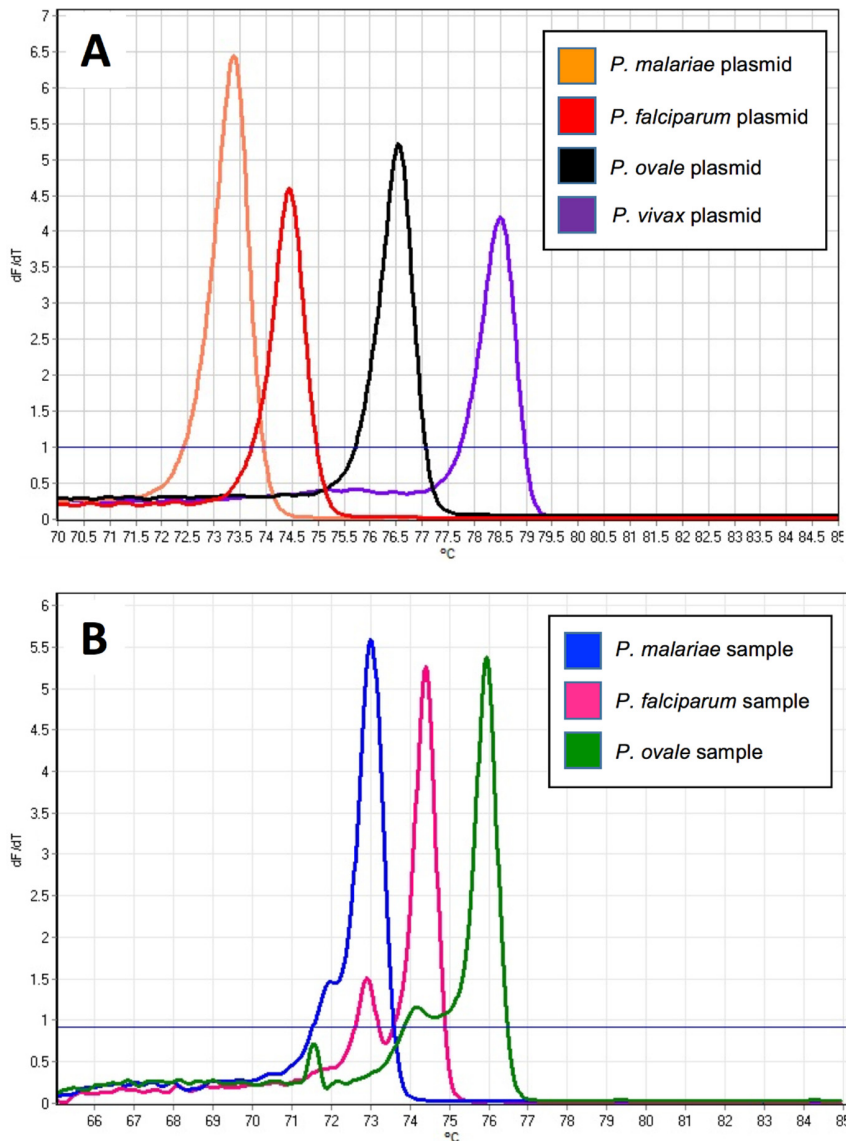 A
7
6.5
6
5.5
5
4.5
4
3.5
3
2.5
2
1.5
1
0.5
0
dF/dT
P. malariae plasmid
P. falciparum plasmid
P. ovale plasmid
P. vivax plasmid
70 70.5 71 71.5 72 72.5 73 73.5 74 74.5 75 75.5 76 76.5 77 77.5 78 78.5 79 79.5 80 80.5 81 81.5 82 82.5 83 83.5 84 84.5 85
ºC
B
6
5.5
5
4.5
4
3.5
3
2.5
2
1.5
1
0.5
0
dF/dT
P. malariae sample
P. falciparum sample
P. ovale sample
66 67 68 69 70 71 72 73 74 75 76 77 78 79 80 81 82 83 84 85
ºC